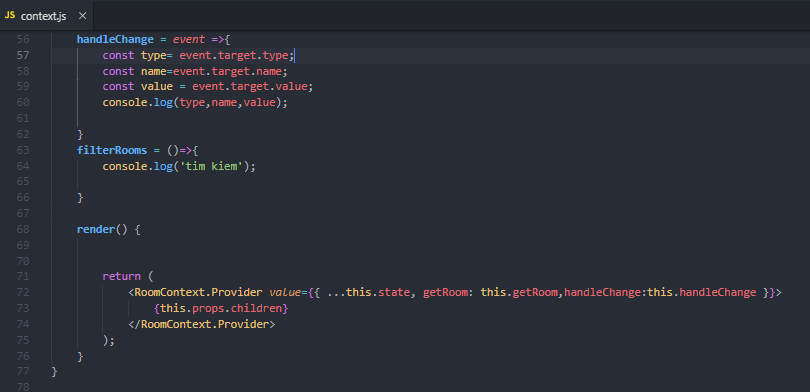 JS context.js ×
56 handleChange = event =>{
57 const type= event.target.type;
58 const name=event.target.name;
59 const value = event.target.value;
60 console.log(type,name,value);
61
62 }
63 filterRooms = ()=>{
64 console.log('tim kiem');
65
66 }
67
68 render() {
69
70
71 return (
72 <RoomContext.Provider value={{ ...this.state, getRoom: this.getRoom,handleChange:this.handleChange }}>
73 {this.props.children}
74 </RoomContext.Provider>
75 );
76 }
77 }
78